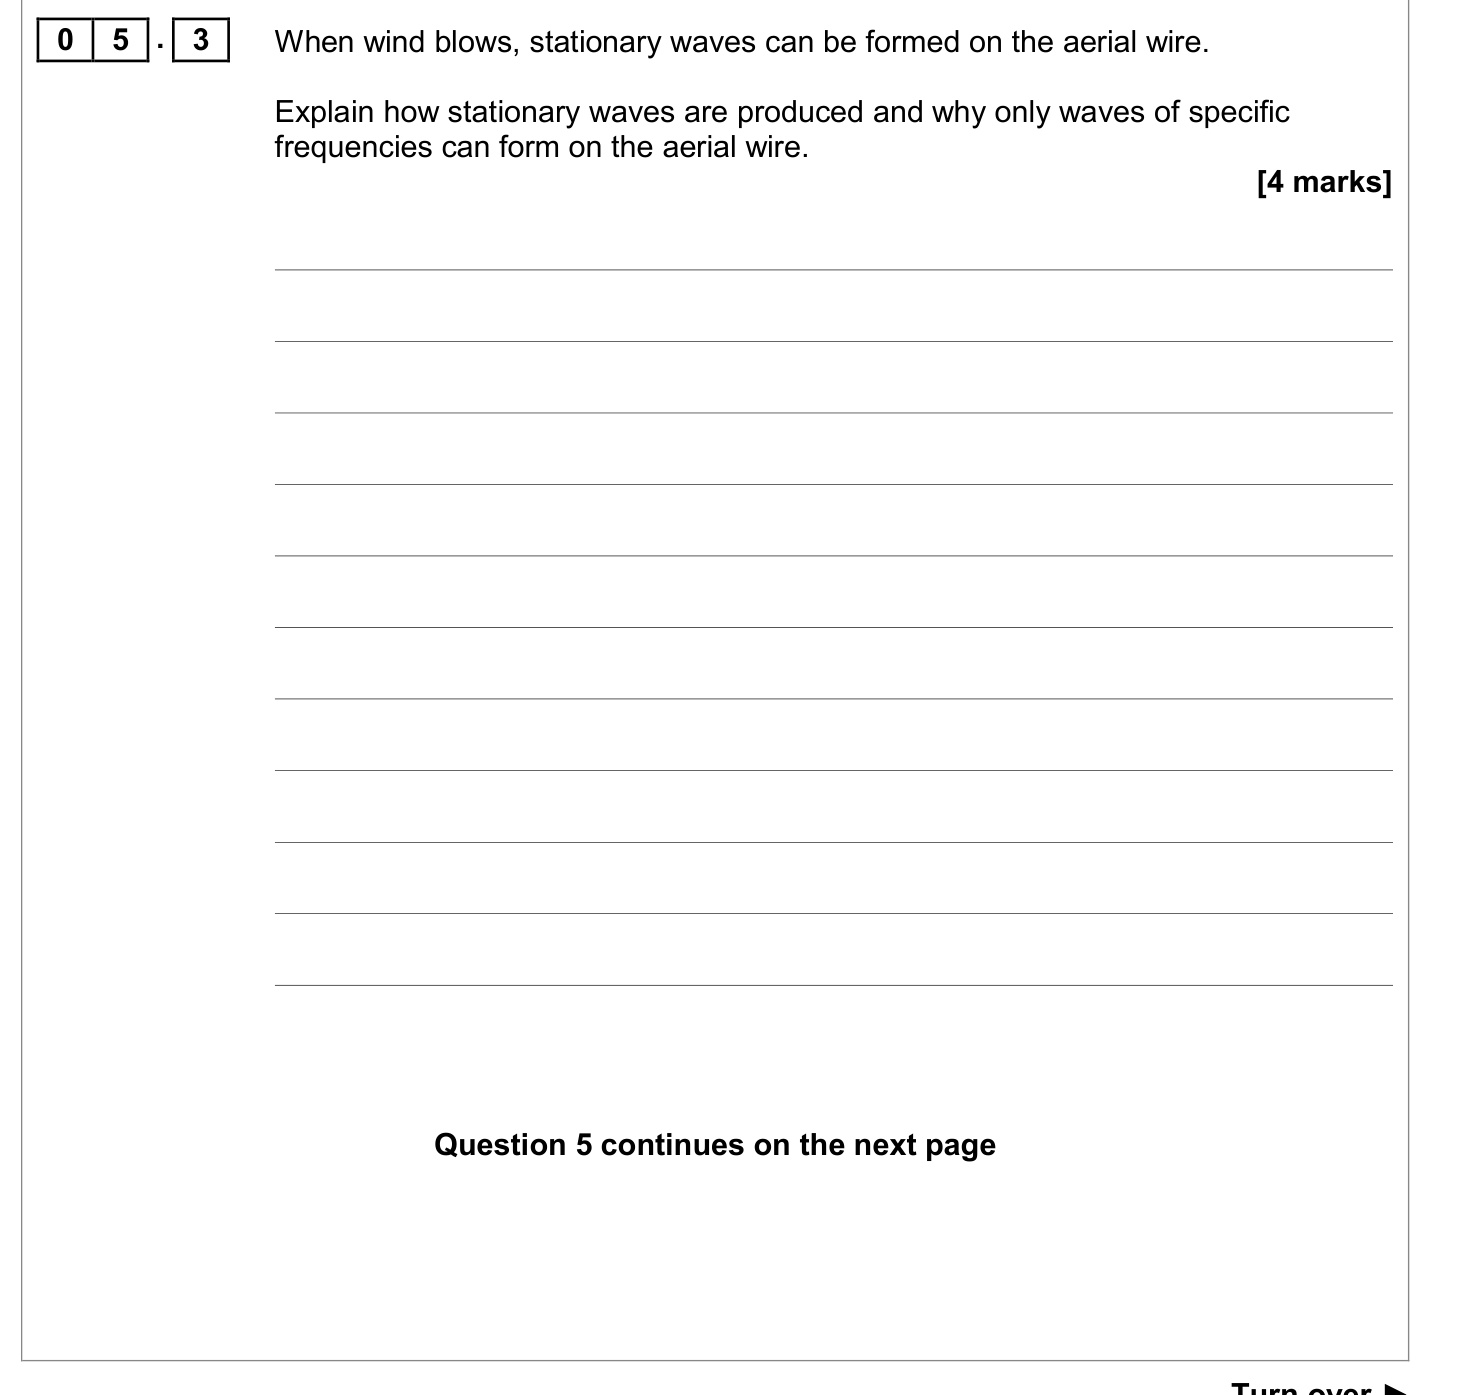 0 5 . 3 When wind blows, stationary waves can be formed on the aerial wire.
Explain how stationary waves are produced and why only waves of specific
frequencies can form on the aerial wire.
[4 marks]
Question 5 continues on the next page
Turn over ►